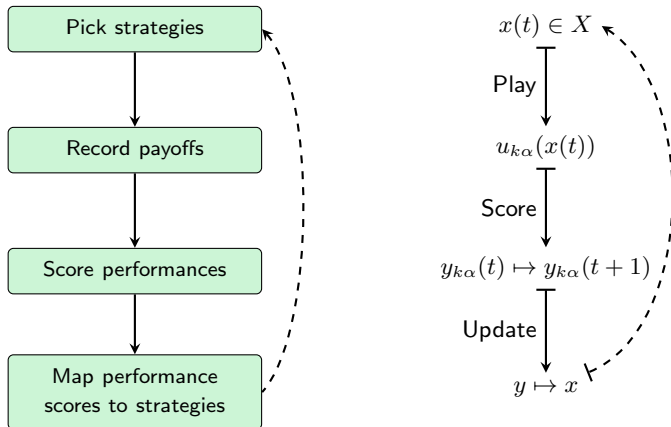 Pick strategies
Record payoffs
Score performances
Map performance
scores to strategies
x(t) ∈ X
Play
u_{kα}(x(t))
Score
y_{kα}(t) ↦ y_{kα}(t + 1)
Update
y ↦ x